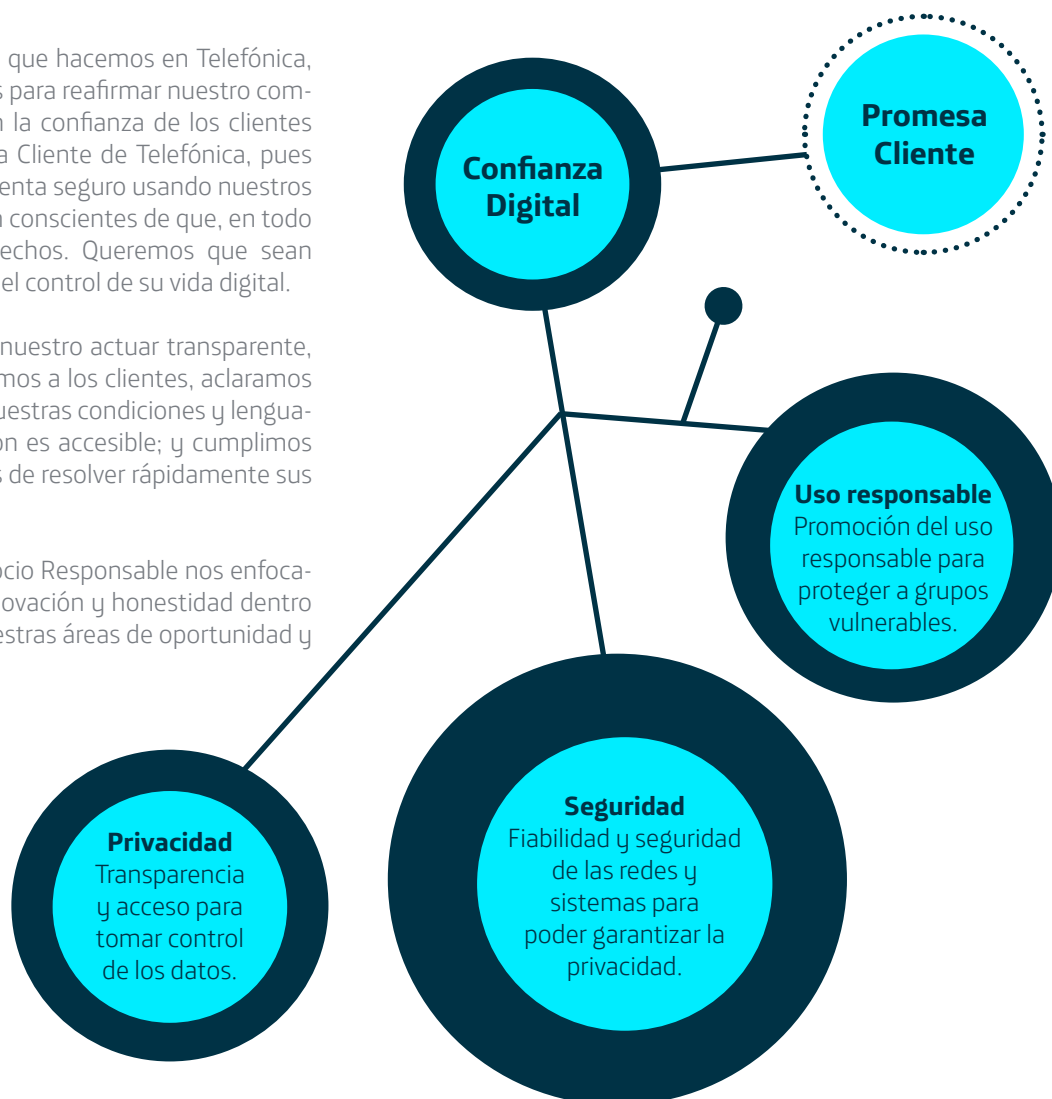 que hacemos en Telefónica,
s para reafirmar nuestro com-
la confianza de los clientes
a Cliente de Telefónica, pues
enta seguro usando nuestros
conscientes de que, en todo
echos. Queremos que sean
el control de su vida digital.
nuestro actuar transparente,
mos a los clientes, aclaramos
uestras condiciones y lengua-
ón es accesible; y cumplimos
s de resolver rápidamente sus
ocio Responsable nos enfoca-
ovación y honestidad dentro
estras áreas de oportunidad y
Confianza
Digital
Promesa
Cliente
Uso responsable
Promoción del uso
responsable para
proteger a grupos
vulnerables.
Seguridad
Fiabilidad y seguridad
de las redes y
sistemas para
poder garantizar la
privacidad.
Privacidad
Transparencia
y acceso para
tomar control
de los datos.